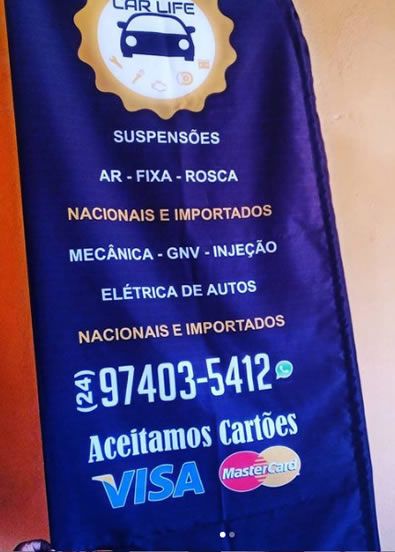 CAR LIFE
SUSPENSÕES
AR - FIXA - ROSCA
NACIONAIS E IMPORTADOS
MECÂNICA - GNV - INJEÇÃO
ELÉTRICA DE AUTOS
NACIONAIS E IMPORTADOS
(24) 97403-5412
Aceitamos Cartões
VISA MasterCard